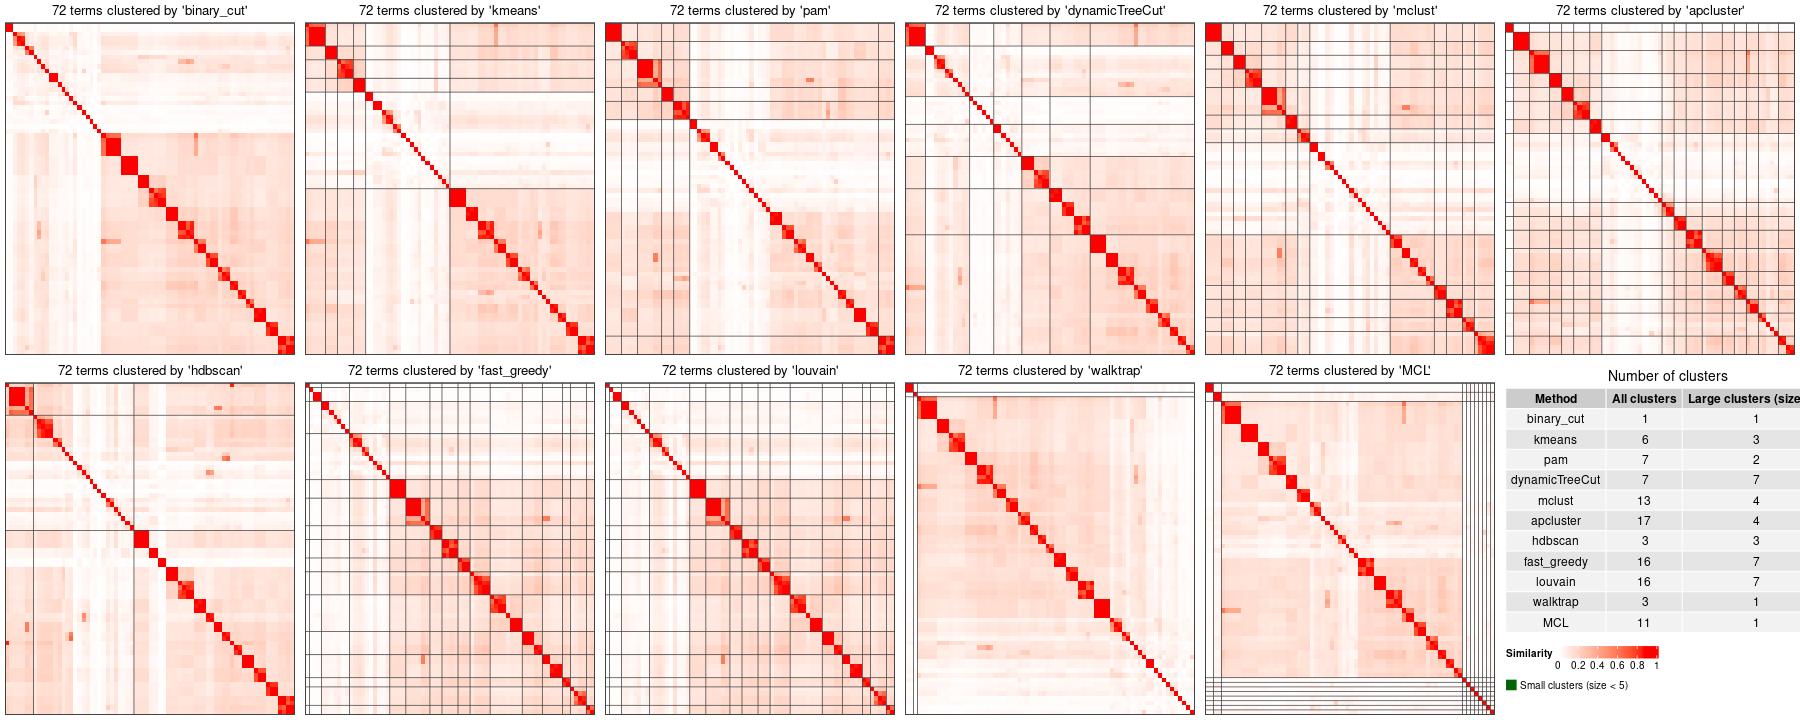 72 terms clustered by 'binary_cut'
72 terms clustered by 'kmeans'
72 terms clustered by 'pam'
72 terms clustered by 'dynamicTreeCut'
72 terms clustered by 'mclust'
72 terms clustered by 'apcluster'
72 terms clustered by 'hdbscan'
72 terms clustered by 'fast_greedy'
72 terms clustered by 'louvain'
72 terms clustered by 'walktrap'
72 terms clustered by 'MCL'
Number of clusters
Method All clusters Large clusters (size
binary_cut 1 1
kmeans 6 3
pam 7 2
dynamicTreeCut 7 7
mclust 13 4
apcluster 17 4
hdbscan 3 3
fast_greedy 16 7
louvain 16 7
walktrap 3 1
MCL 11 1
Similarity
0 0.2 0.4 0.6 0.8 1
Small clusters (size < 5)